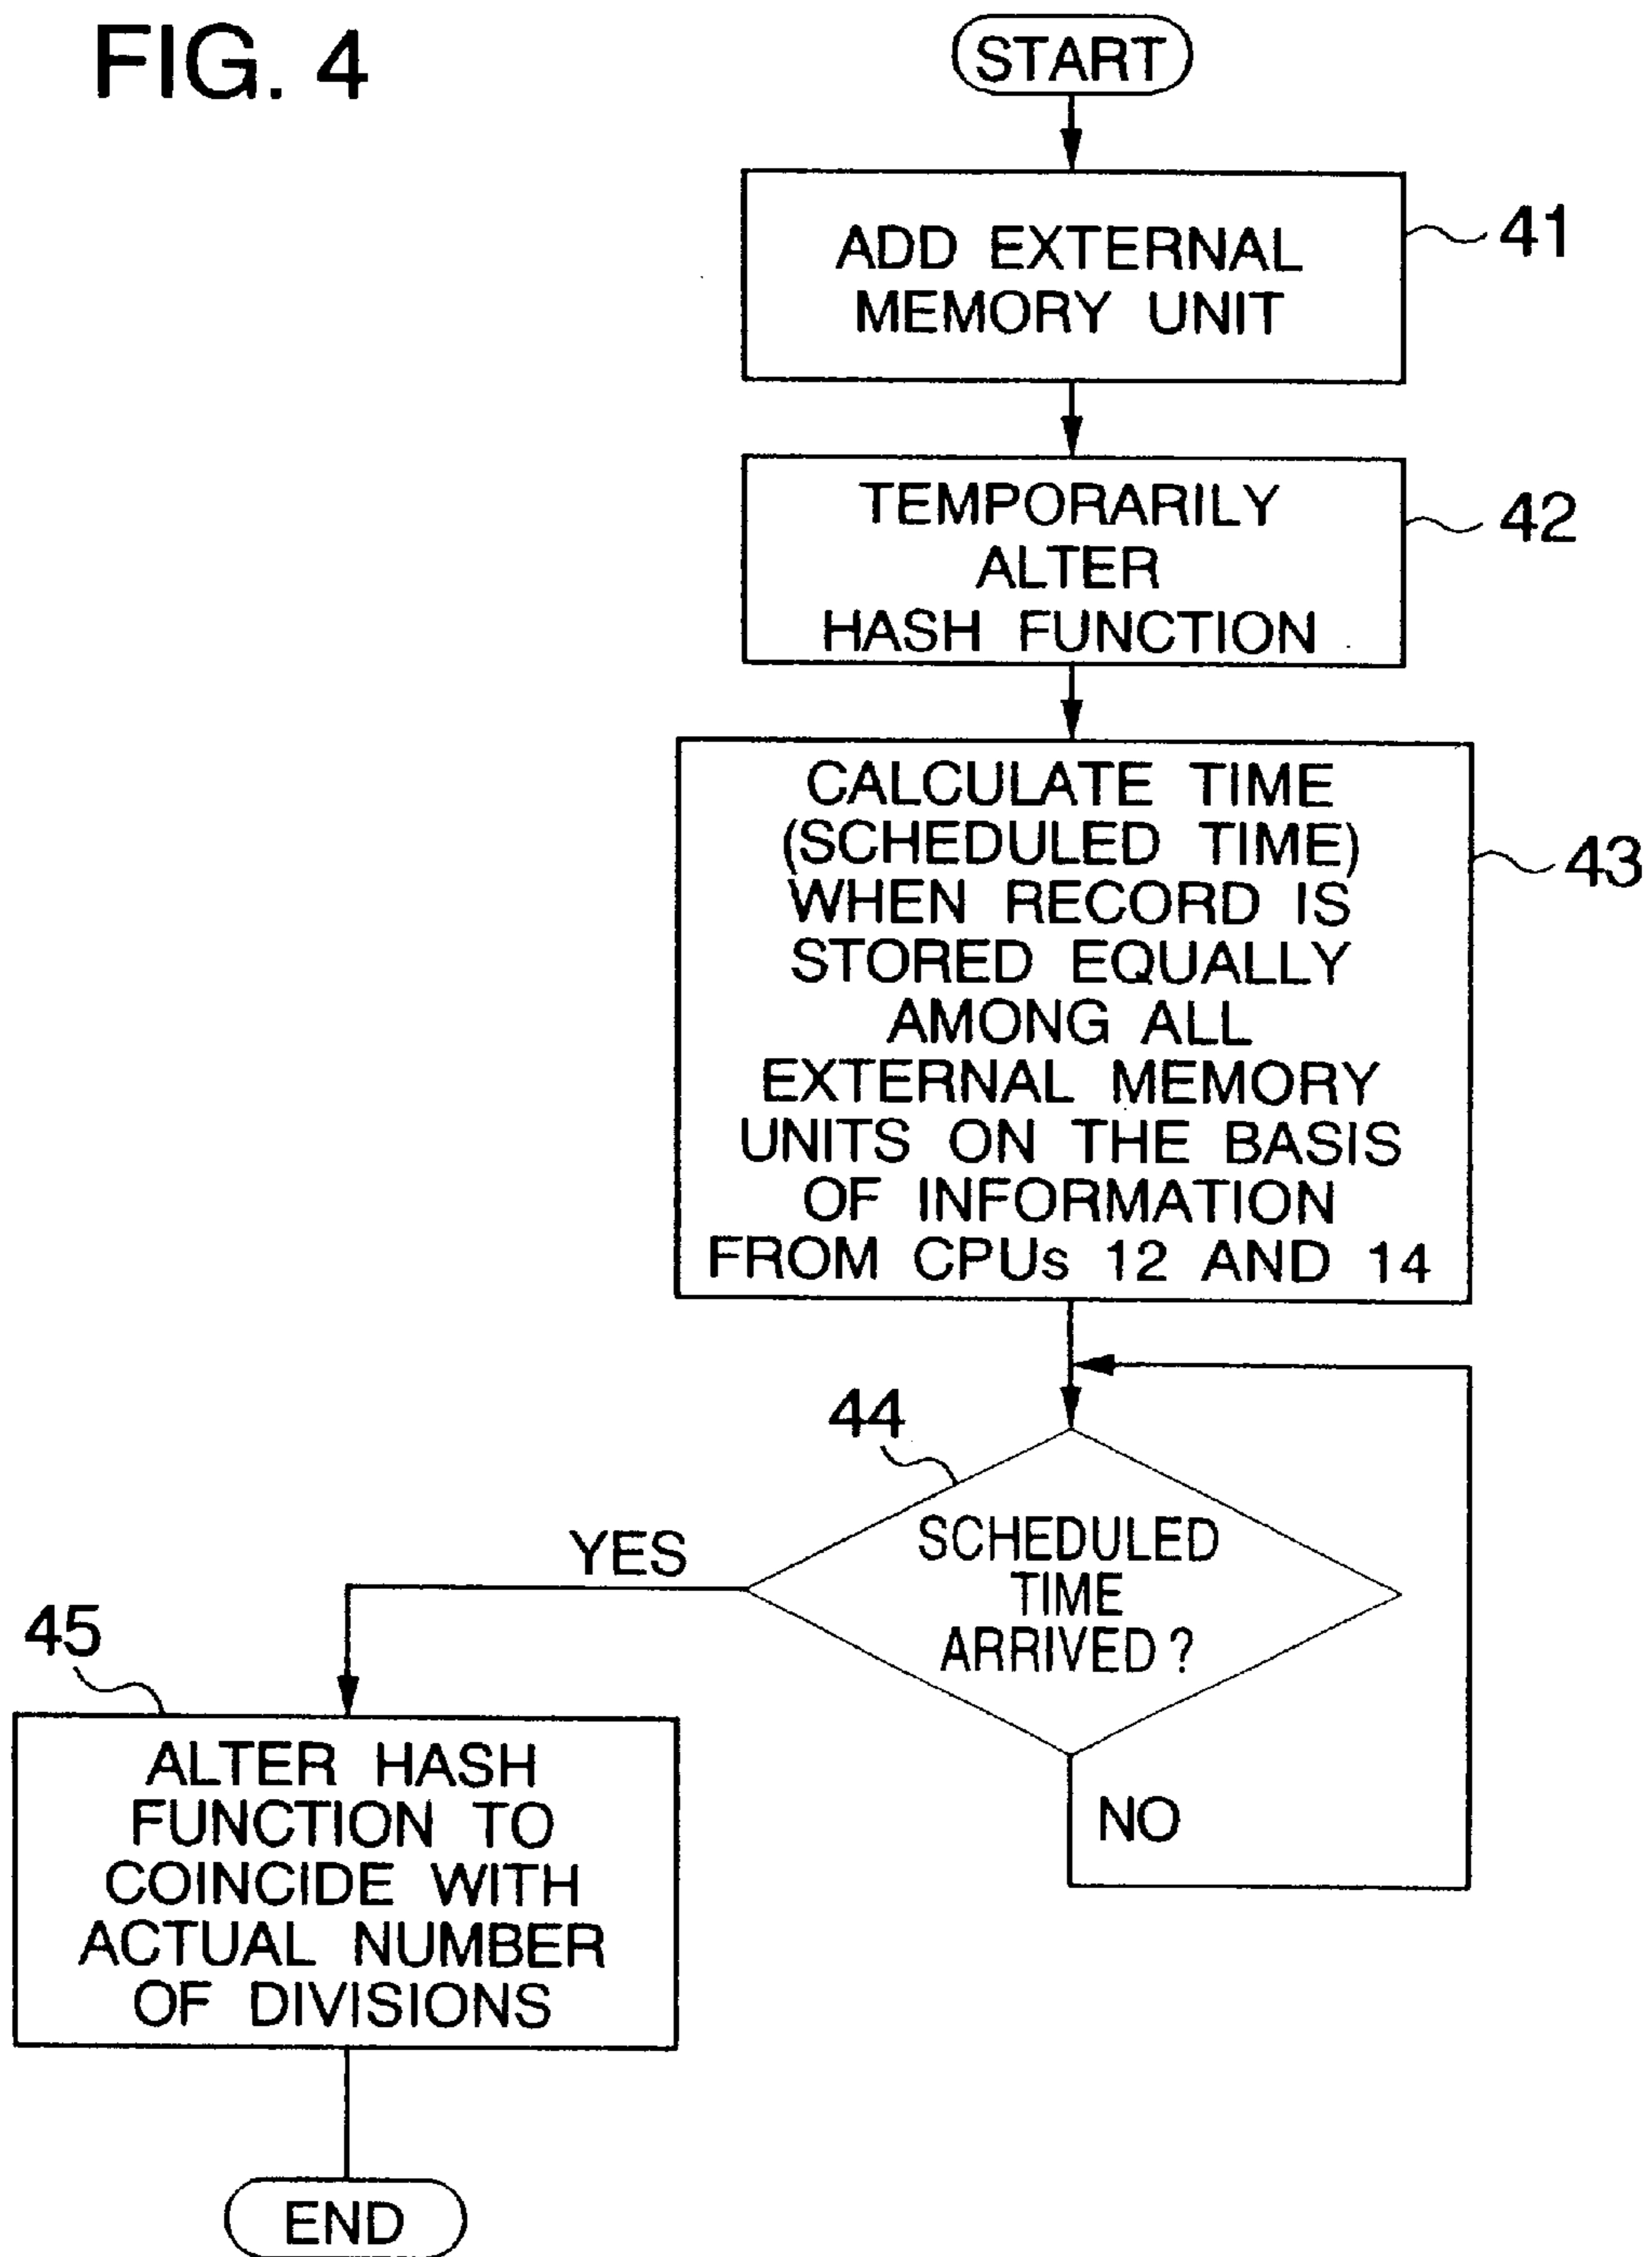 FIG. 4
START
ADD EXTERNAL
MEMORY UNIT
41
TEMPORARILY
ALTER
HASH FUNCTION
42
CALCULATE TIME
(SCHEDULED TIME)
WHEN RECORD IS
STORED EQUALLY
AMONG ALL
EXTERNAL MEMORY
UNITS ON THE BASIS
OF INFORMATION
FROM CPUs 12 AND 14
43
44
SCHEDULED
TIME
ARRIVED?
YES
NO
45
ALTER HASH
FUNCTION TO
COINCIDE WITH
ACTUAL NUMBER
OF DIVISIONS
END